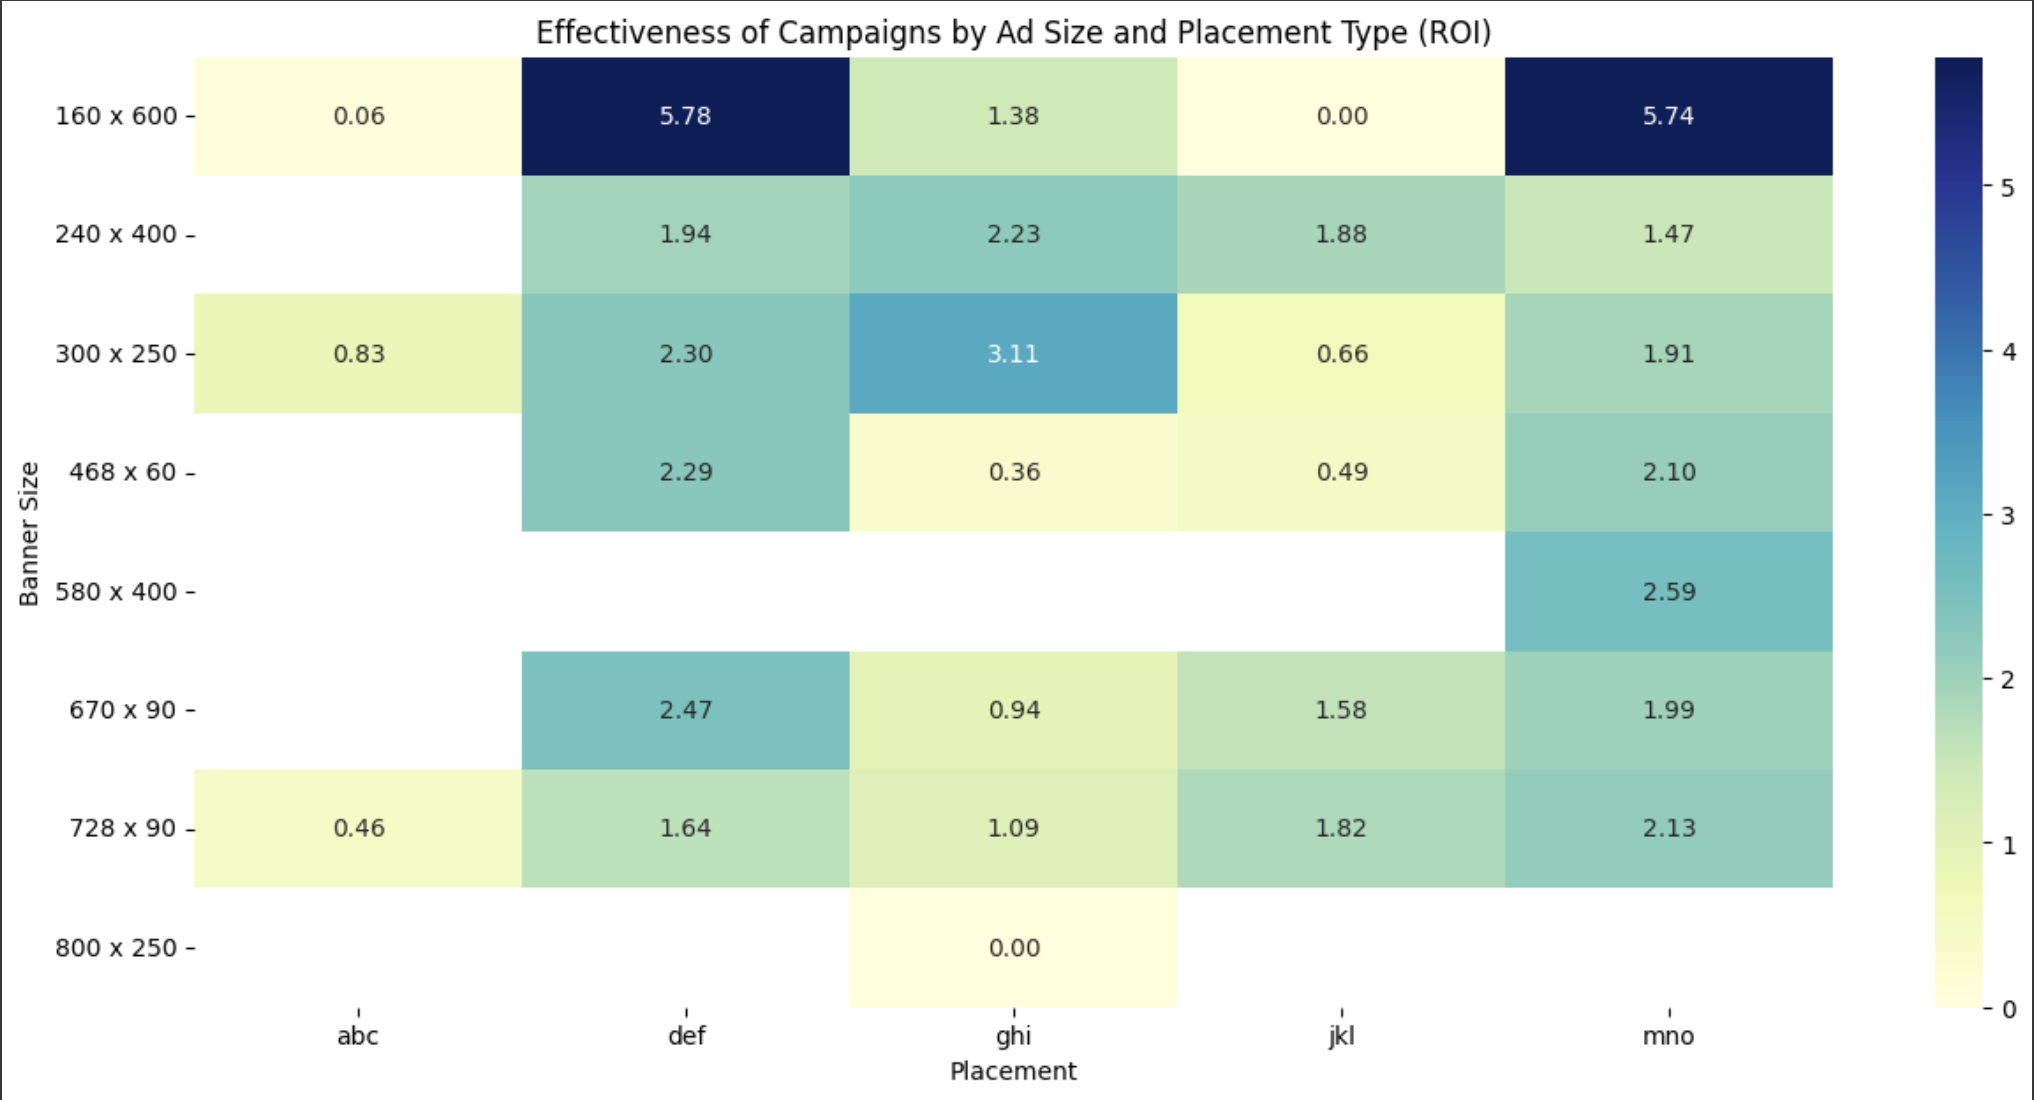 Effectiveness of Campaigns by Ad Size and Placement Type (ROI)
160 x 600 0.06 5.78 1.38 0.00 5.74
240 x 400 1.94 2.23 1.88 1.47
300 x 250 0.83 2.30 3.11 0.66 1.91
468 x 60 2.29 0.36 0.49 2.10
580 x 400 2.59
670 x 90 2.47 0.94 1.58 1.99
728 x 90 0.46 1.64 1.09 1.82 2.13
800 x 250 0.00
Banner Size
abc def ghi jkl mno
Placement
5
4
3
2
1
0